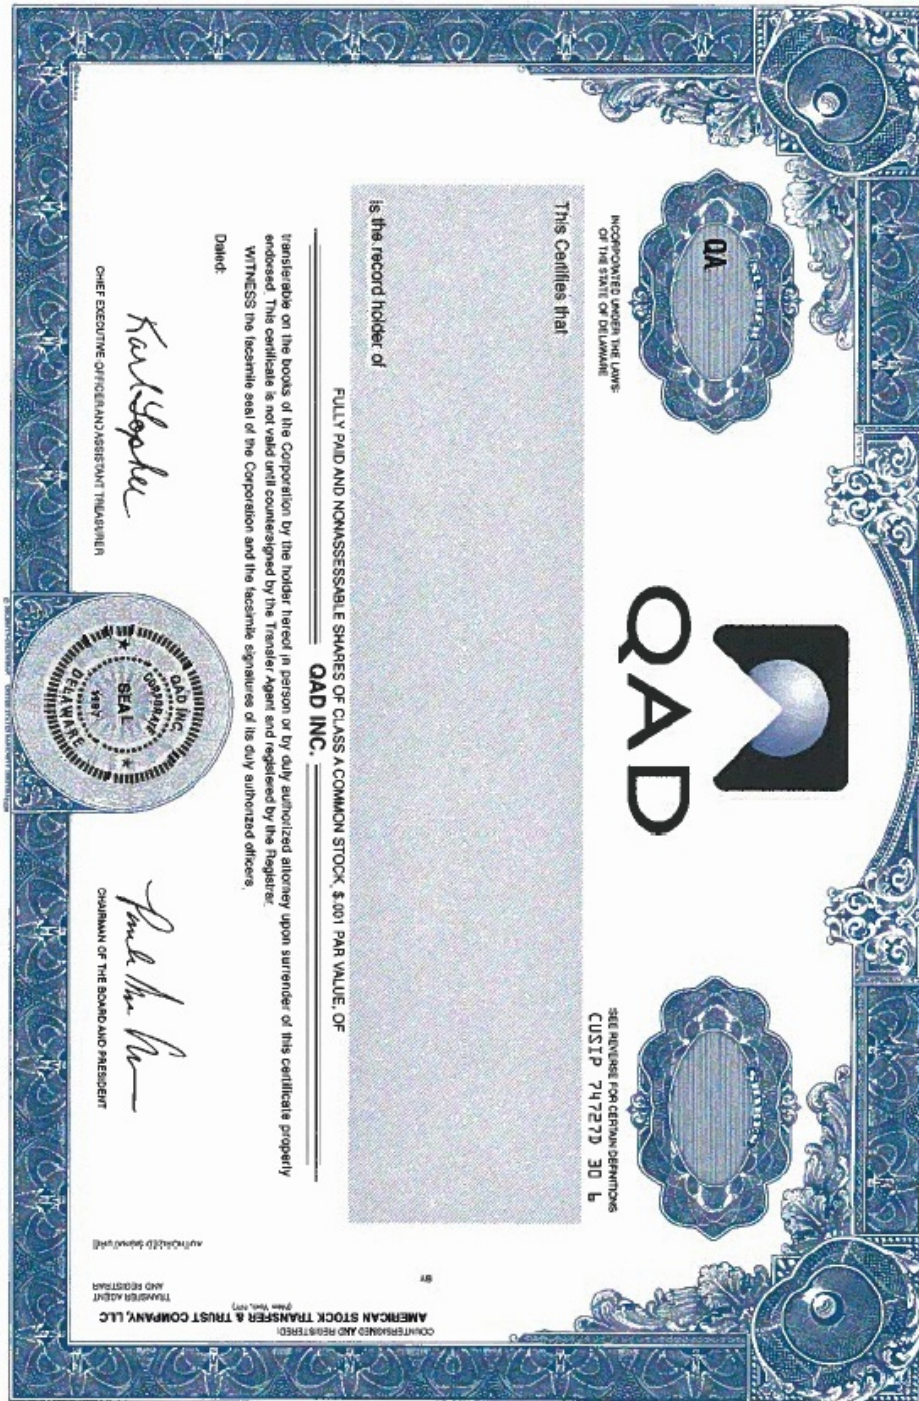 QAD
QA
INCORPORATED UNDER THE LAWS
OF THE STATE OF DELAWARE
SEE REVERSE FOR CERTAIN DEFINITIONS
CUSIP 74727D 30 6
This Certifies that
is the record holder of
FULLY PAID AND NONASSESSABLE SHARES OF CLASS A COMMON STOCK, $.001 PAR VALUE, OF
QAD INC.
transferable on the books of the Corporation by the holder hereof in person or by duly authorized attorney upon surrender of this certificate properly
endorsed. This certificate is not valid until countersigned by the Transfer Agent and registered by the Registrar.
WITNESS the facsimile seal of the Corporation and the facsimile signatures of its duly authorized officers.
Dated:
CHIEF EXECUTIVE OFFICER AND ASSISTANT TREASURER
QAD INC
CORPORATE
SEAL
1997
DELAWARE
CHAIRMAN OF THE BOARD AND PRESIDENT
COUNTERSIGNED AND REGISTERED:
AMERICAN STOCK TRANSFER & TRUST COMPANY, LLC
(New York, NY)
TRANSFER AGENT
AND REGISTRAR
BY
AUTHORIZED SIGNATURE